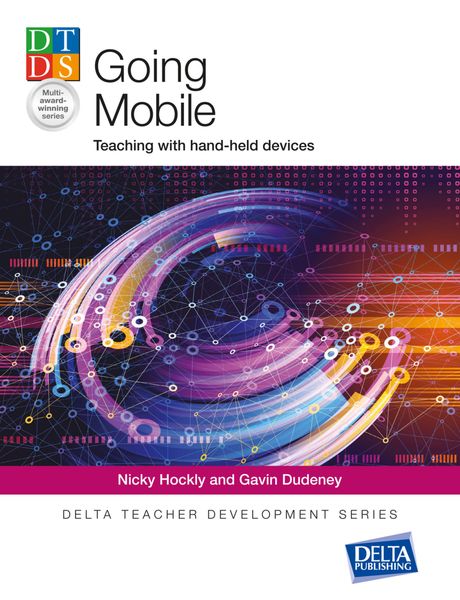 DT
DS
Multi-
award-
winning
series
Going
Mobile
Teaching with hand-held devices
Nicky Hockly and Gavin Dudeney
DELTA TEACHER DEVELOPMENT SERIES
DELTA
PUBLISHING